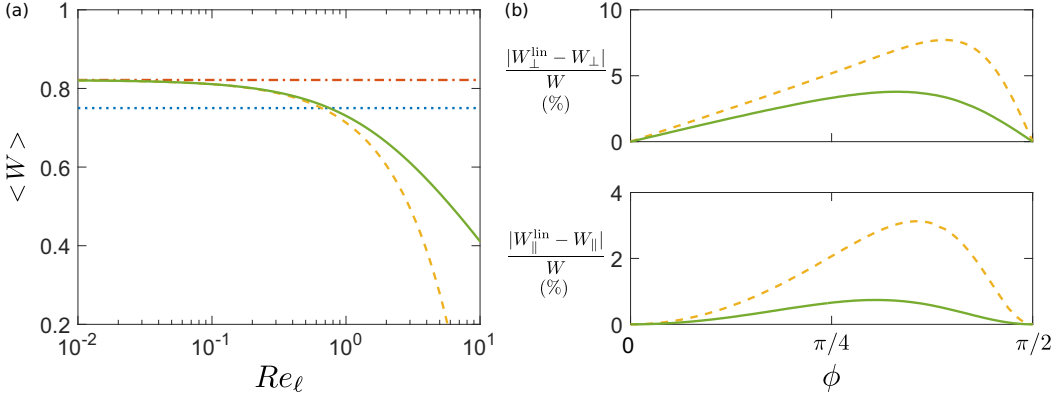 (a)
1
0.8
0.6
0.4
0.2
< W >
10^-2
10^-1
10^0
10^1
Re_ℓ
(b)
10
5
0
|W_⊥^lin − W_⊥|
W
(%)
4
2
0
|W_∥^lin − W_∥|
W
(%)
0
π/4
π/2
ϕ